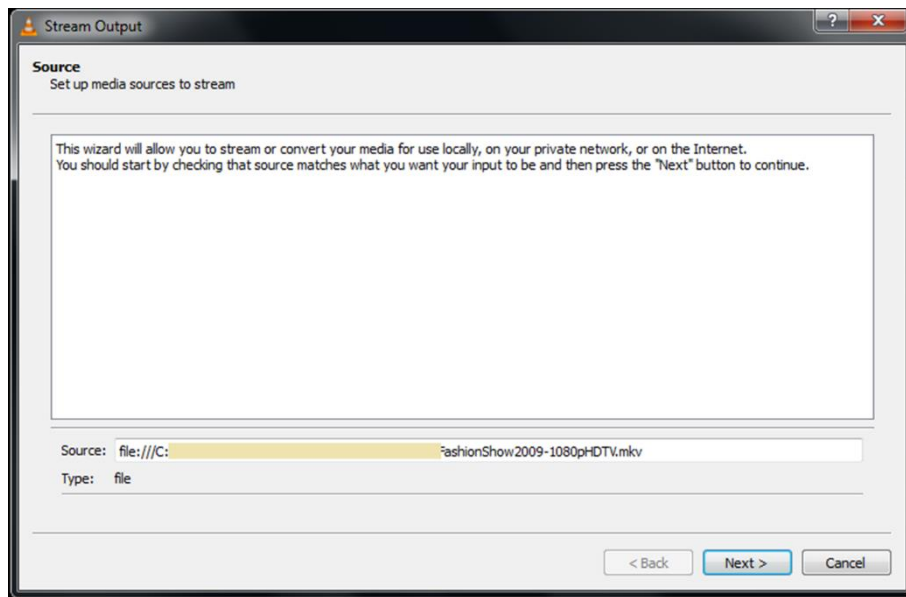 Stream Output
Source
Set up media sources to stream
This wizard will allow you to stream or convert your media for use locally, on your private network, or on the Internet.
You should start by checking that source matches what you want your input to be and then press the "Next" button to continue.
Source: file:///C: FashionShow2009-1080pHDTV.mkv
Type: file
< Back Next > Cancel